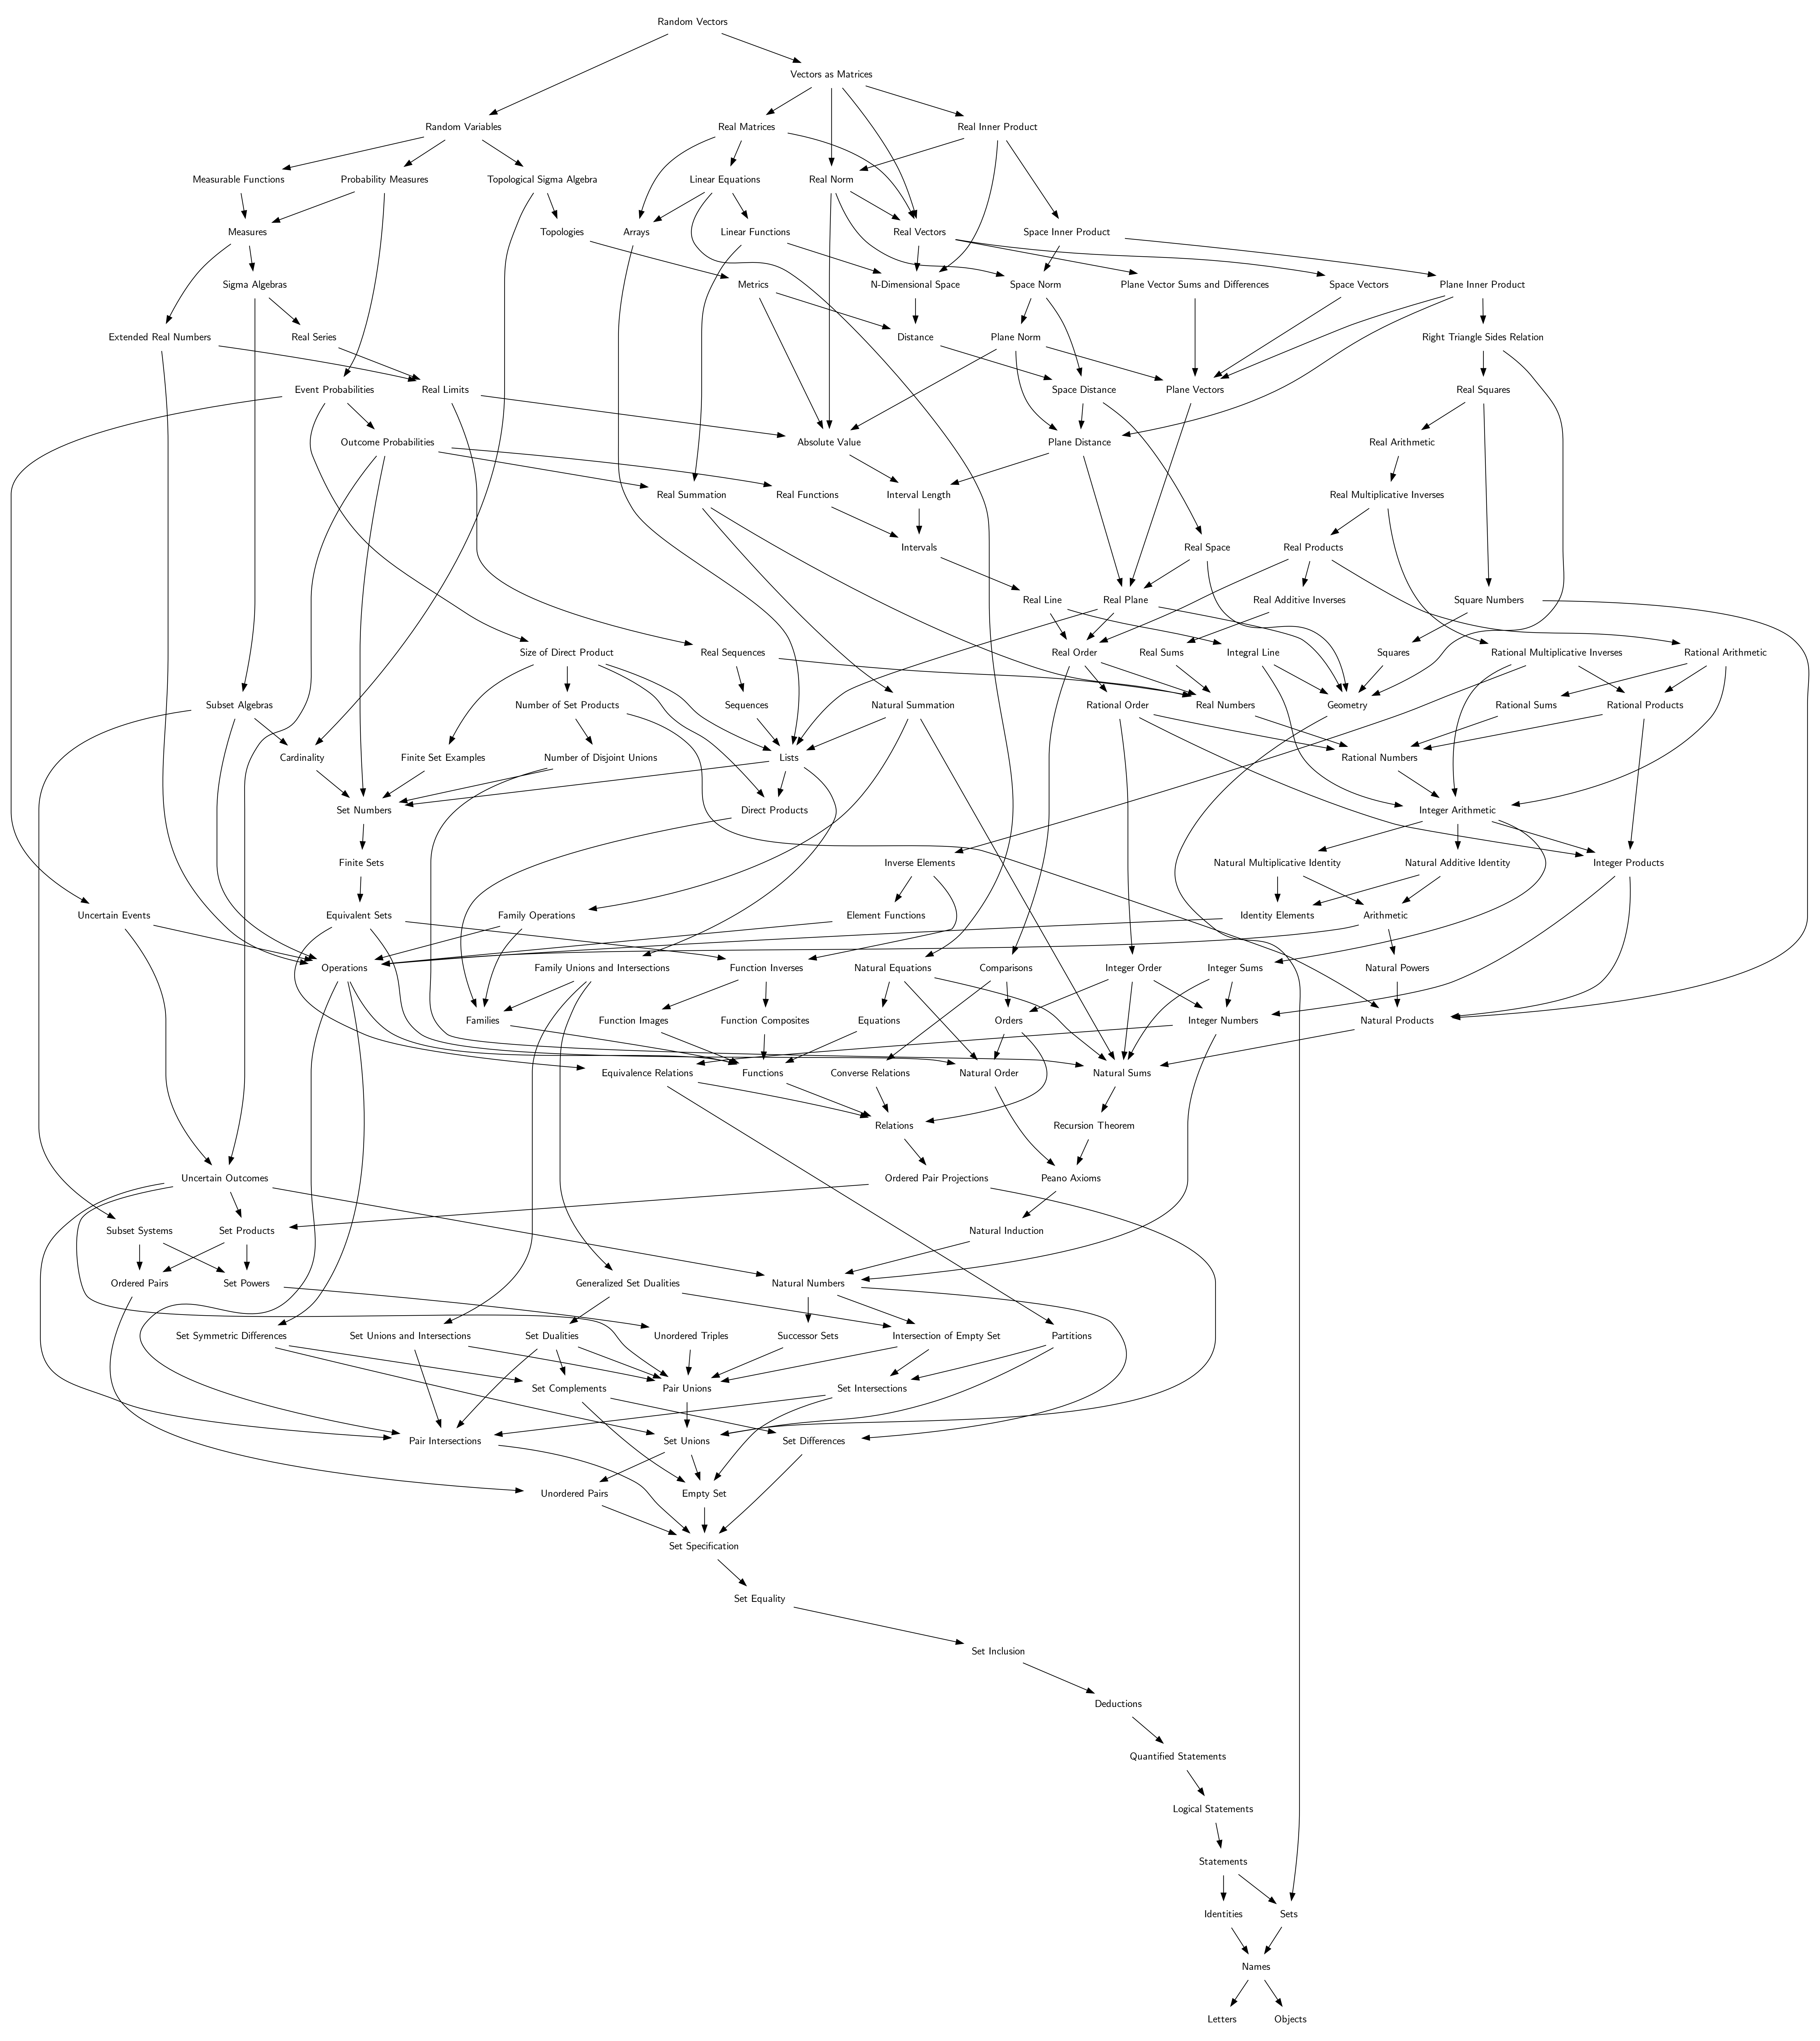 Random Vectors
Vectors as Matrices
Random Variables
Real Matrices
Real Inner Product
Measurable Functions
Probability Measures
Topological Sigma Algebra
Linear Equations
Real Norm
Measures
Topologies
Arrays
Linear Functions
Real Vectors
Space Inner Product
Sigma Algebras
Metrics
N-Dimensional Space
Space Norm
Plane Vector Sums and Differences
Space Vectors
Plane Inner Product
Extended Real Numbers
Real Series
Distance
Plane Norm
Right Triangle Sides Relation
Event Probabilities
Real Limits
Space Distance
Plane Vectors
Real Squares
Outcome Probabilities
Absolute Value
Plane Distance
Real Arithmetic
Real Summation
Real Functions
Interval Length
Real Multiplicative Inverses
Intervals
Real Space
Real Products
Real Line
Real Plane
Real Additive Inverses
Square Numbers
Size of Direct Product
Real Sequences
Real Order
Real Sums
Integral Line
Squares
Rational Multiplicative Inverses
Rational Arithmetic
Subset Algebras
Number of Set Products
Sequences
Natural Summation
Rational Order
Real Numbers
Geometry
Rational Sums
Rational Products
Cardinality
Finite Set Examples
Number of Disjoint Unions
Lists
Rational Numbers
Set Numbers
Direct Products
Integer Arithmetic
Finite Sets
Inverse Elements
Natural Multiplicative Identity
Natural Additive Identity
Integer Products
Uncertain Events
Equivalent Sets
Family Operations
Element Functions
Identity Elements
Arithmetic
Operations
Family Unions and Intersections
Function Inverses
Natural Equations
Comparisons
Integer Order
Integer Sums
Natural Powers
Families
Function Images
Function Composites
Equations
Orders
Integer Numbers
Natural Products
Equivalence Relations
Functions
Converse Relations
Natural Order
Natural Sums
Relations
Recursion Theorem
Uncertain Outcomes
Ordered Pair Projections
Peano Axioms
Subset Systems
Set Products
Natural Induction
Ordered Pairs
Set Powers
Generalized Set Dualities
Natural Numbers
Set Symmetric Differences
Set Unions and Intersections
Set Dualities
Unordered Triples
Successor Sets
Intersection of Empty Set
Partitions
Set Complements
Pair Unions
Set Intersections
Pair Intersections
Set Unions
Set Differences
Unordered Pairs
Empty Set
Set Specification
Set Equality
Set Inclusion
Deductions
Quantified Statements
Logical Statements
Statements
Identities
Sets
Names
Letters
Objects